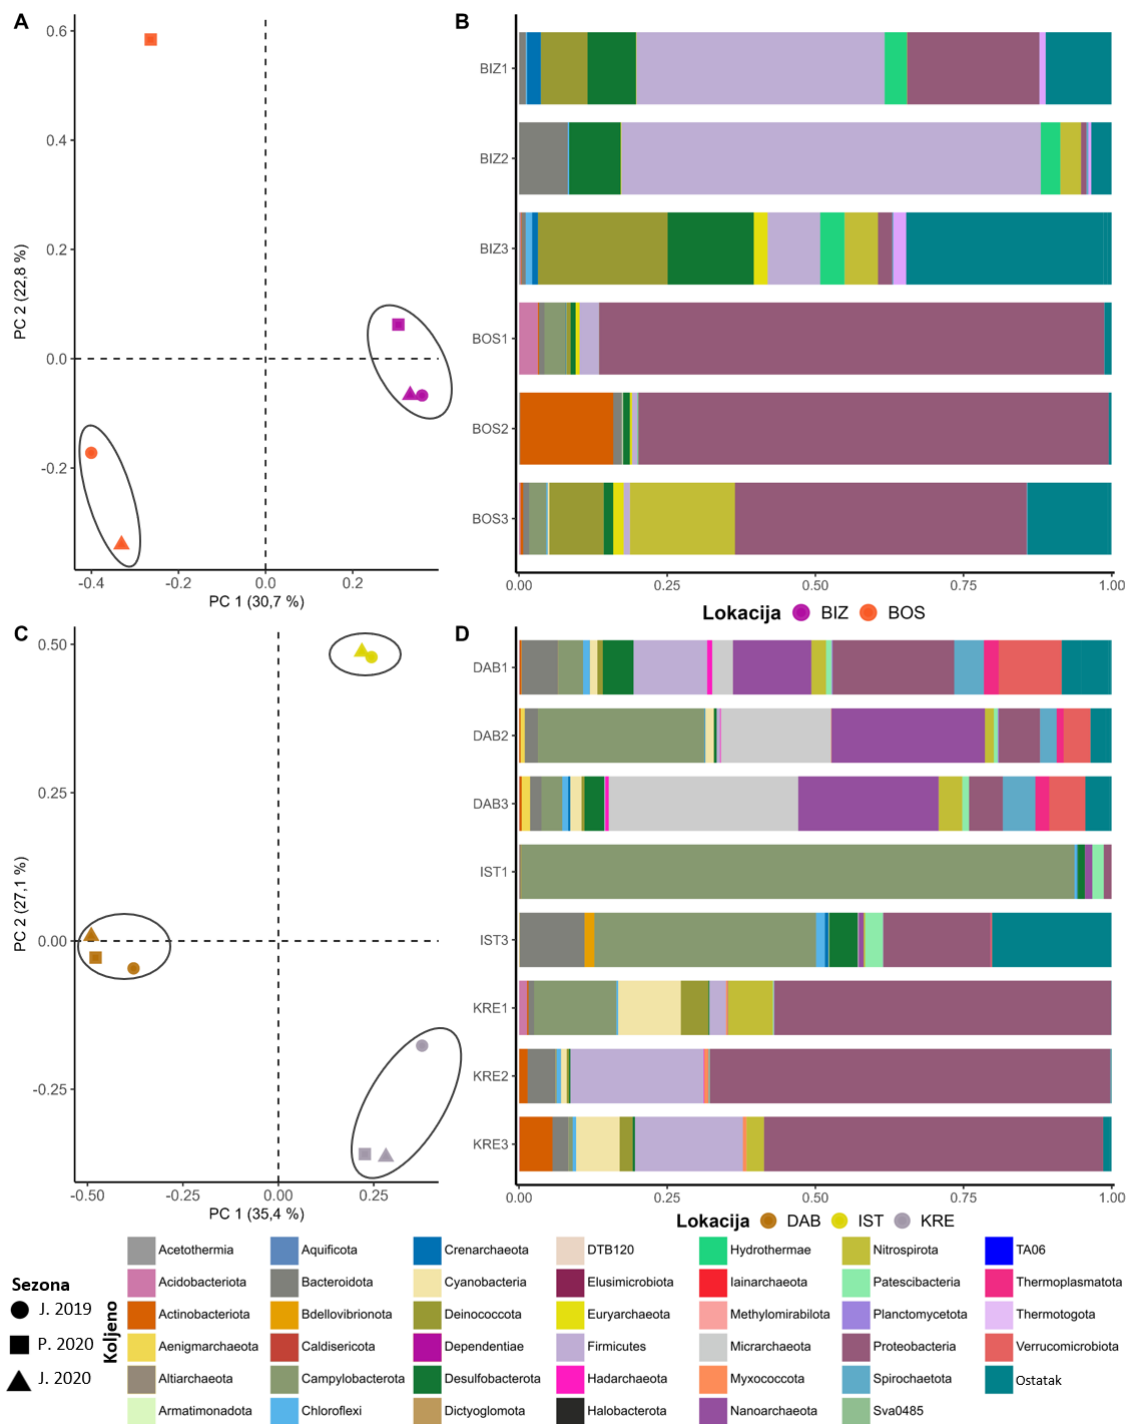 A
0.6
0.4
0.2
0.0
-0.2
PC 2 (22,8 %)
-0.4
-0.2
0.0
0.2
PC 1 (30,7 %)
B
BIZ1
BIZ2
BIZ3
BOS1
BOS2
BOS3
0.00
0.25
0.50
0.75
1.00
Lokacija BIZ BOS
C
0.50
0.25
0.00
-0.25
PC 2 (27,1 %)
-0.50
-0.25
0.00
0.25
PC 1 (35,4 %)
D
DAB1
DAB2
DAB3
IST1
IST3
KRE1
KRE2
KRE3
0.00
0.25
0.50
0.75
1.00
Lokacija DAB IST KRE
Sezona
J. 2019
P. 2020
J. 2020
Koljeno
Acetothermia
Acidobacteriota
Actinobacteriota
Aenigmarchaeota
Altiarchaeota
Armatimonadota
Aquificota
Bacteroidota
Bdellovibrionota
Caldisericota
Campylobacterota
Chloroflexi
Crenarchaeota
Cyanobacteria
Deinococcota
Dependentiae
Desulfobacterota
Dictyoglomota
DTB120
Elusimicrobiota
Euryarchaeota
Firmicutes
Hadarchaeota
Halobacterota
Hydrothermae
Iainarchaeota
Methylomirabilota
Micrarchaeota
Myxococcota
Nanoarchaeota
Nitrospirota
Patescibacteria
Planctomycetota
Proteobacteria
Spirochaetota
Sva0485
TA06
Thermoplasmatota
Thermotogota
Verrucomicrobiota
Ostatak